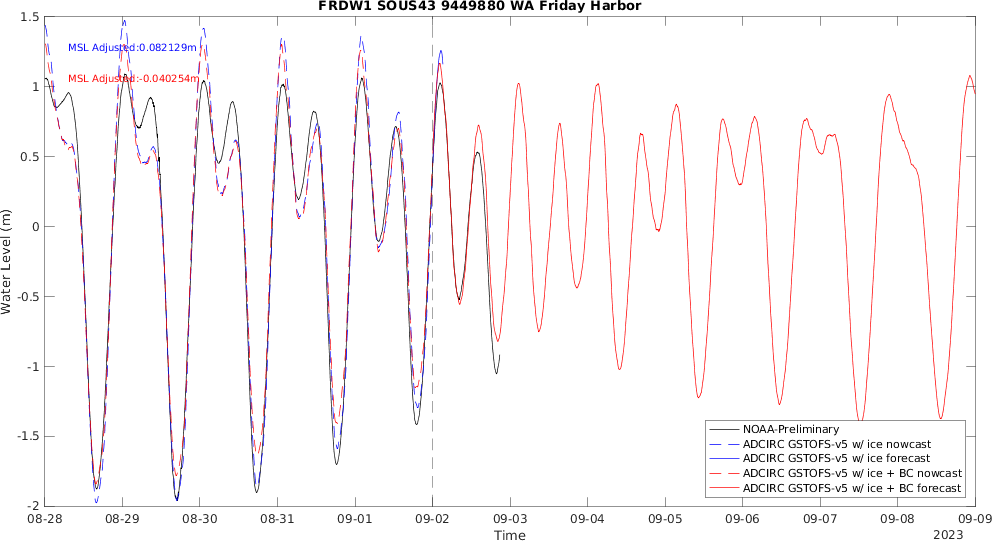 FRDW1 SOUS43 9449880 WA Friday Harbor
1.5
MSL Adjusted:0.082129m
MSL Adjusted:-0.040254m
1
0.5
0
-0.5
-1
-1.5
-2
Water Level (m)
NOAA-Preliminary
ADCIRC GSTOFS-v5 w/ ice nowcast
ADCIRC GSTOFS-v5 w/ ice forecast
ADCIRC GSTOFS-v5 w/ ice + BC nowcast
ADCIRC GSTOFS-v5 w/ ice + BC forecast
08-28 08-29 08-30 08-31 09-01 09-02 09-03 09-04 09-05 09-06 09-07 09-08 09-09
Time
2023